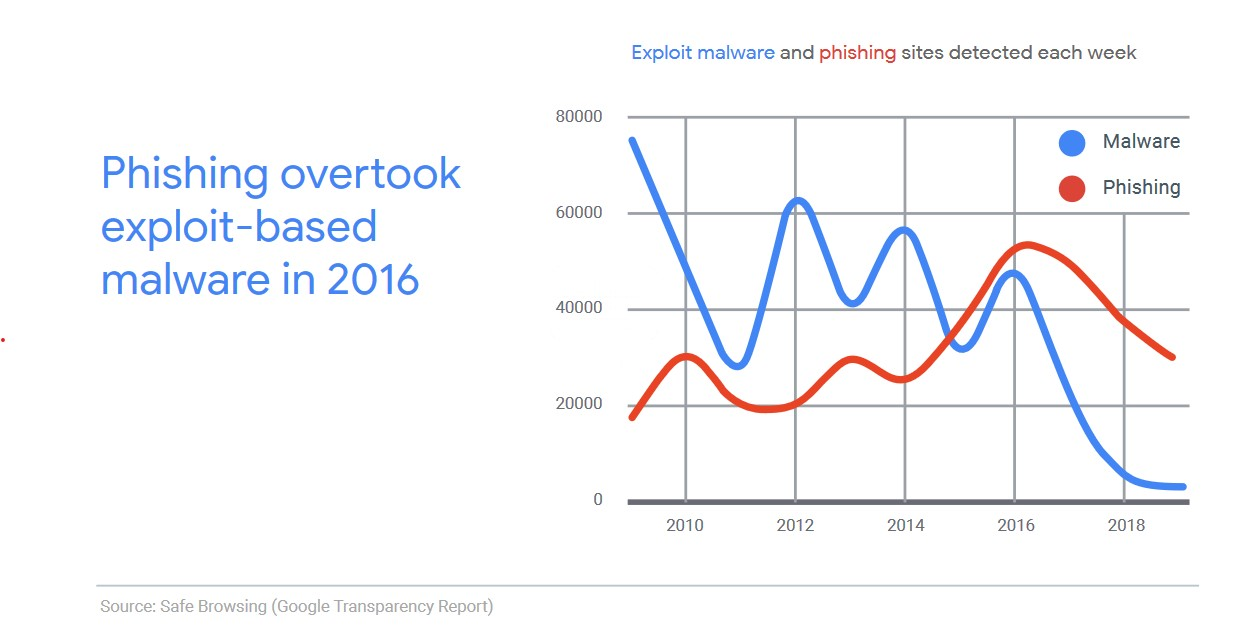 Exploit malware and phishing sites detected each week
Phishing overtook
exploit-based
malware in 2016
80000
60000
40000
20000
0
Malware
Phishing
2010 2012 2014 2016 2018
Source: Safe Browsing (Google Transparency Report)